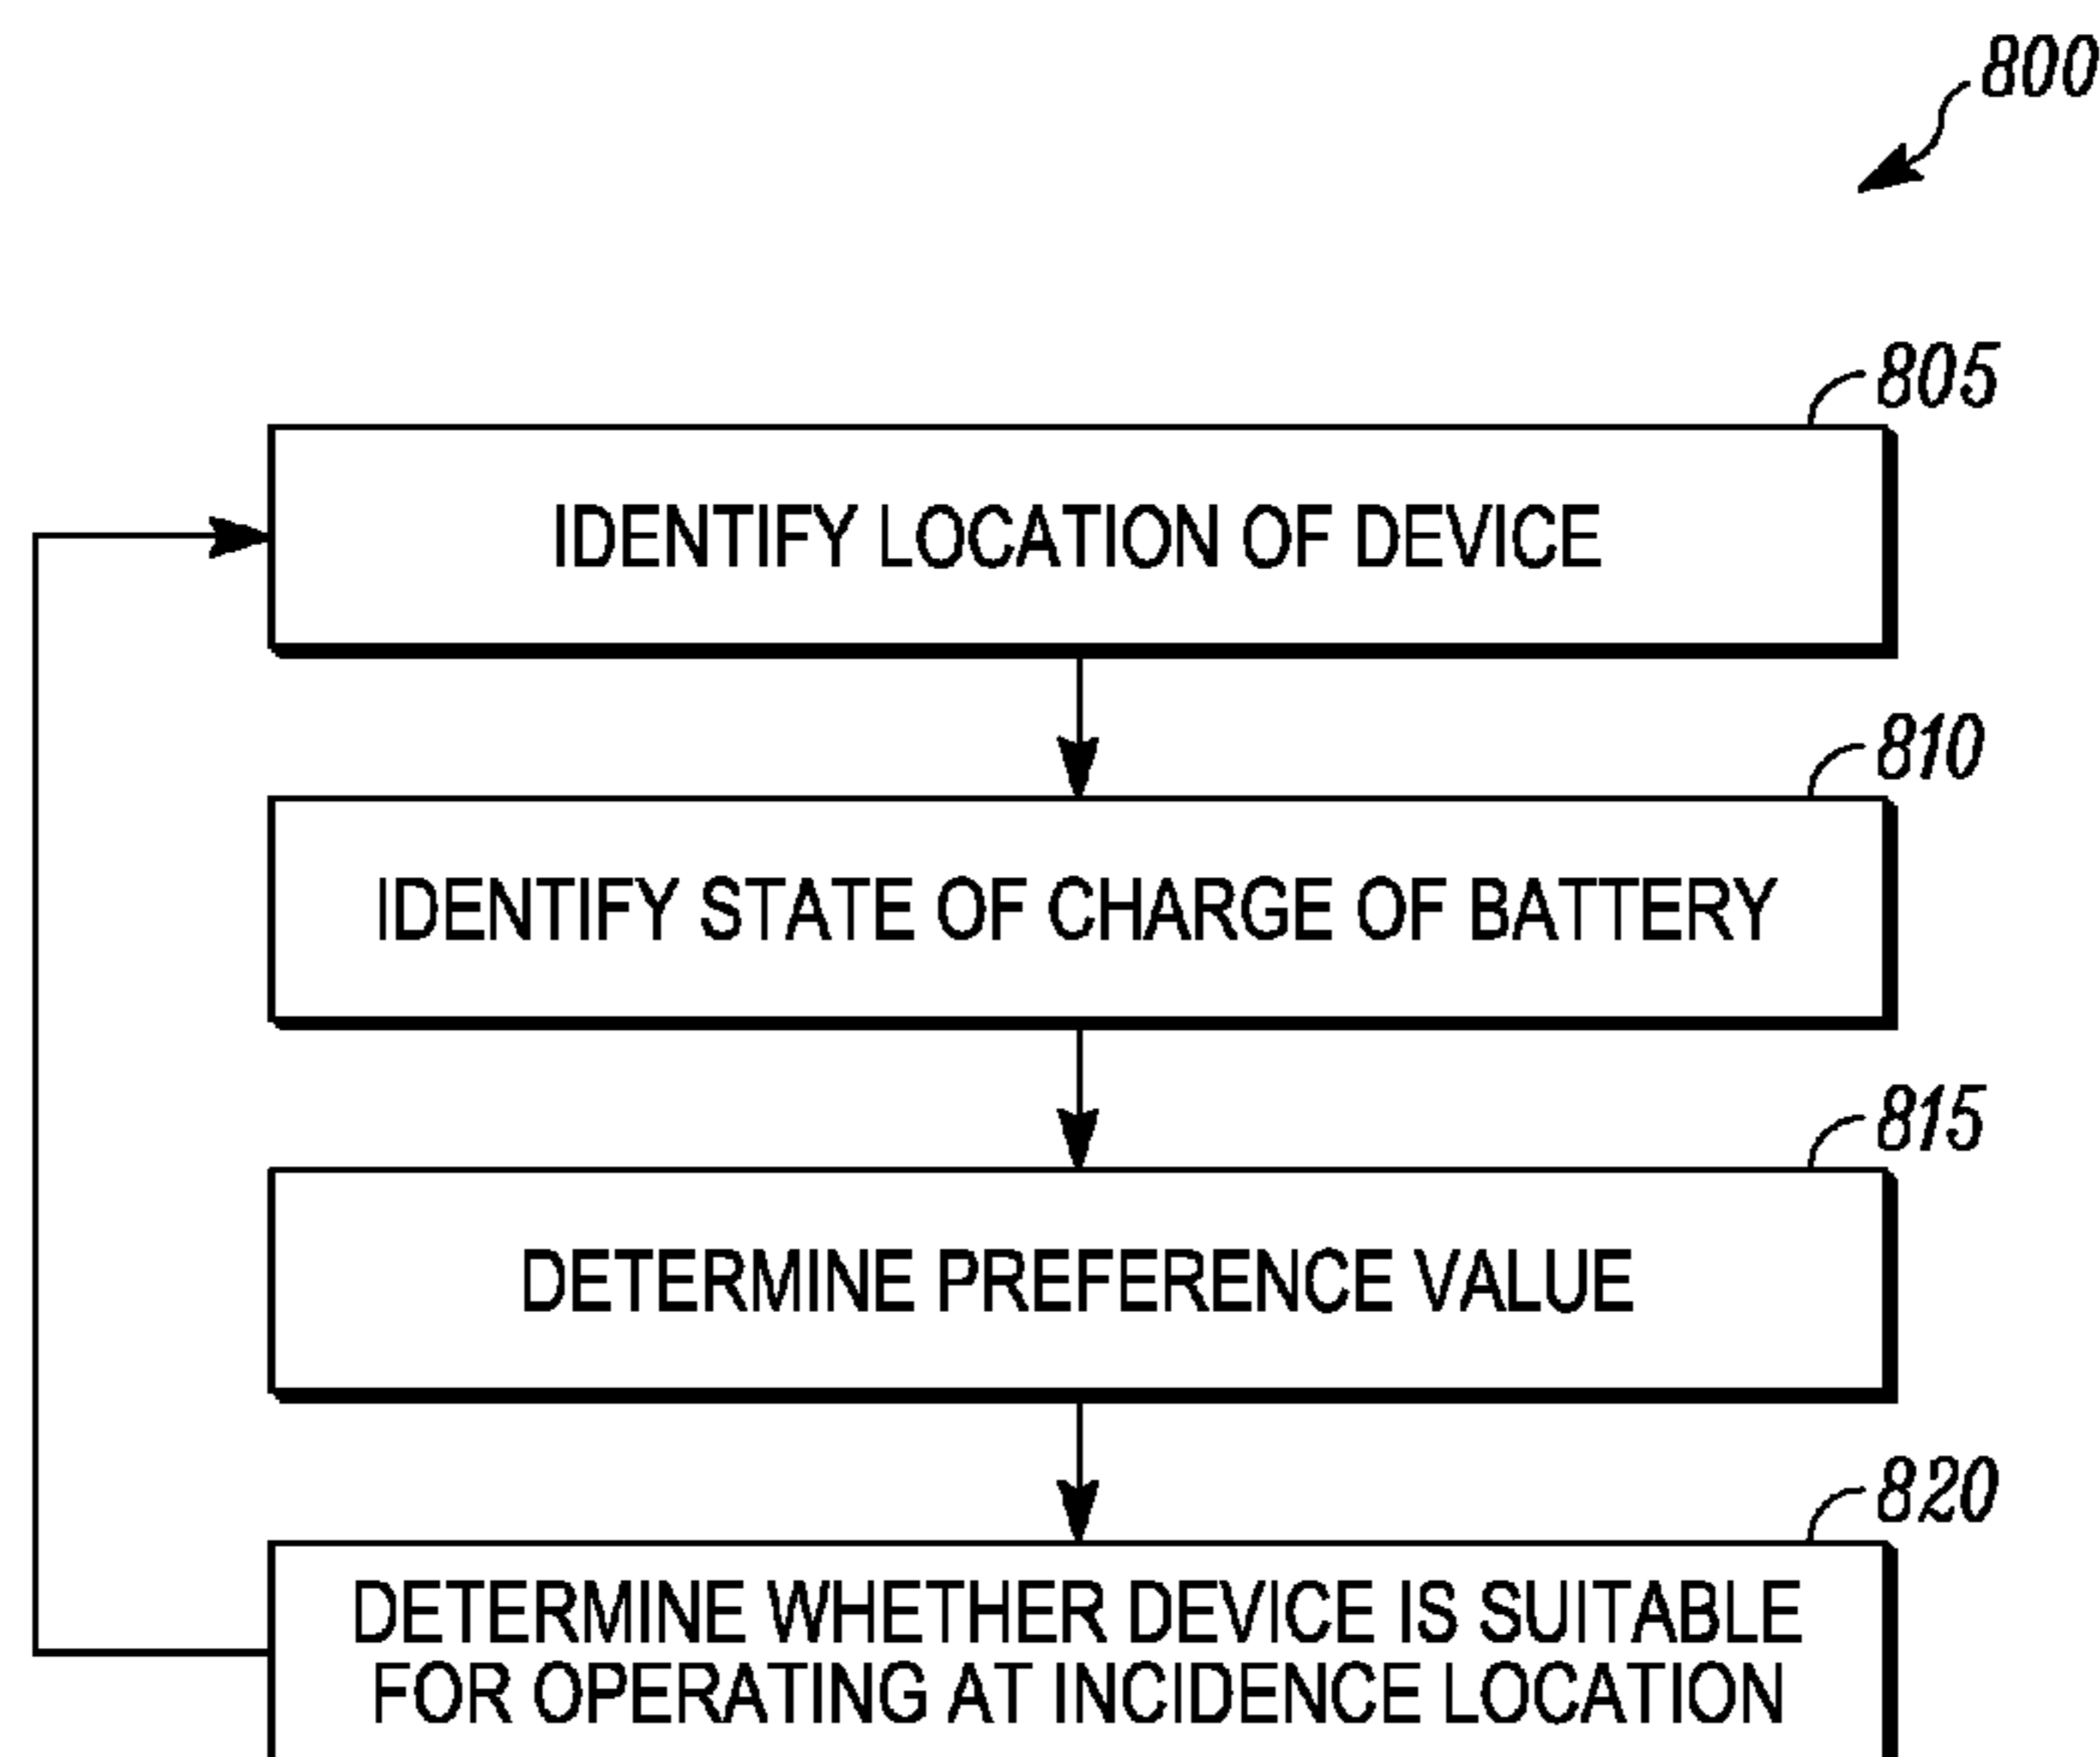 800
805
IDENTIFY LOCATION OF DEVICE
810
IDENTIFY STATE OF CHARGE OF BATTERY
815
DETERMINE PREFERENCE VALUE
820
DETERMINE WHETHER DEVICE IS SUITABLE
FOR OPERATING AT INCIDENCE LOCATION